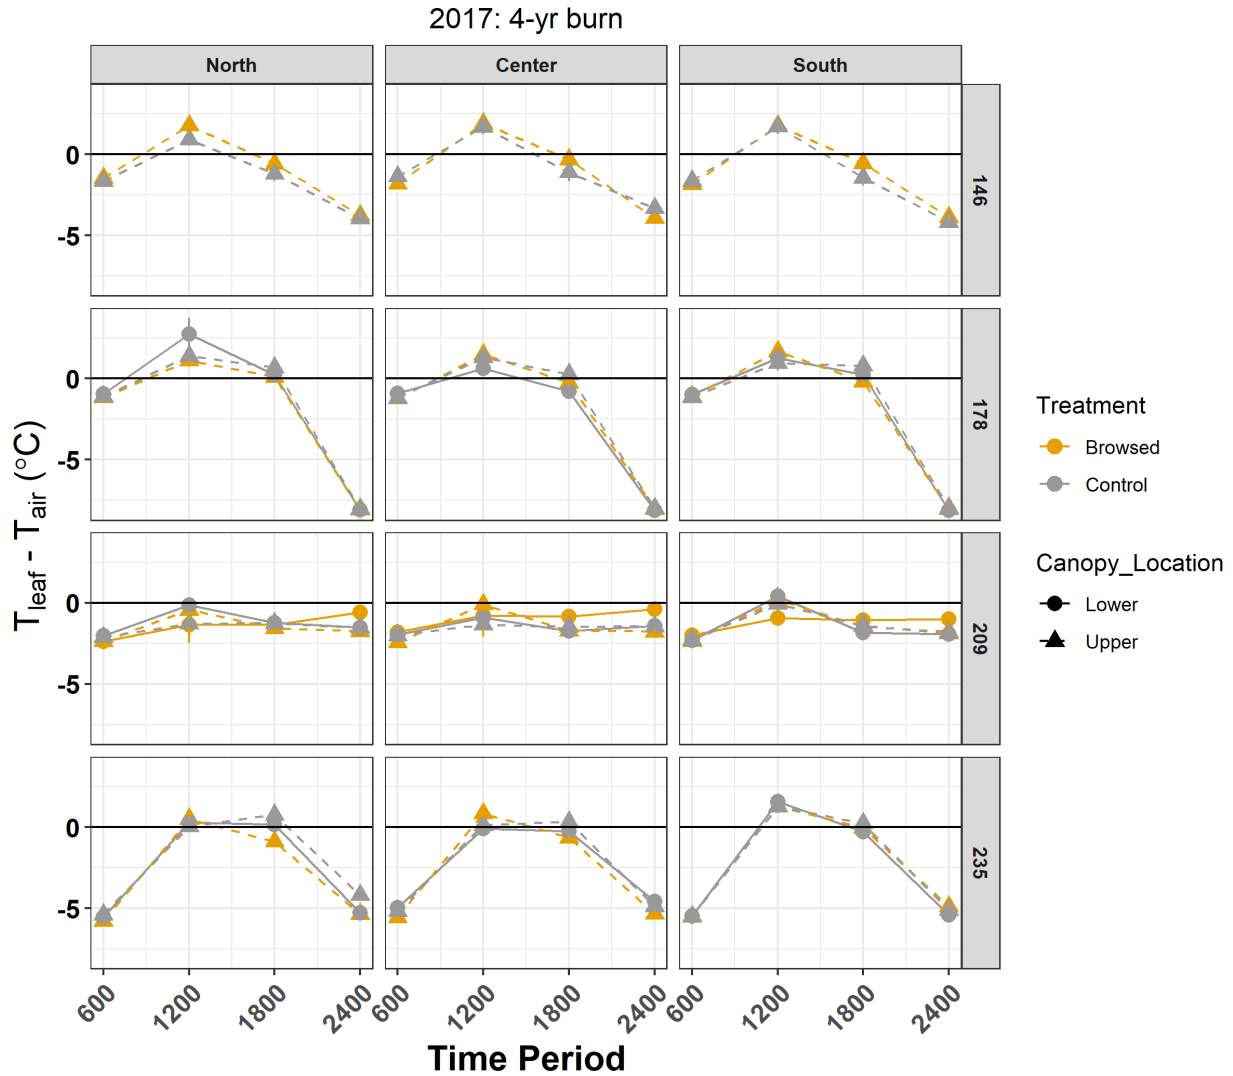 2017: 4-yr burn
North Center South
0
-5
146
0
-5
178
0
-5
209
0
-5
235
600 1200 1800 2400 600 1200 1800 2400 600 1200 1800 2400
Time Period
Tleaf - Tair (°C)
Treatment
Browsed
Control
Canopy_Location
Lower
Upper